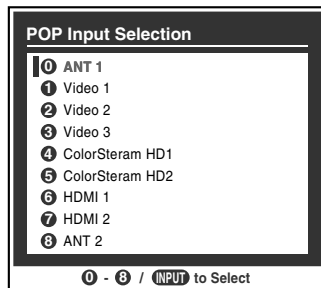 POP Input Selection
0 ANT 1
1 Video 1
2 Video 2
3 Video 3
4 ColorSteram HD1
5 ColorSteram HD2
6 HDMI 1
7 HDMI 2
8 ANT 2
0 - 8 / INPUT to Select